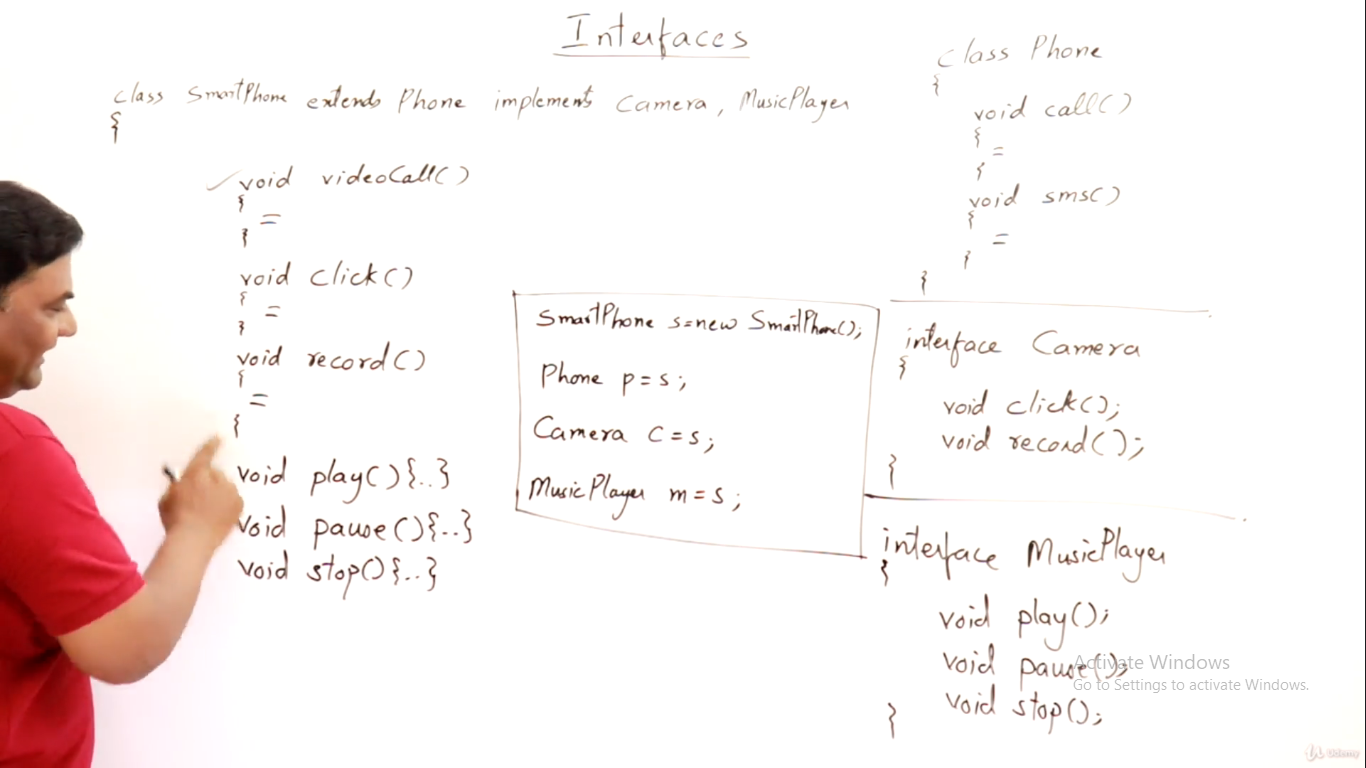 Interfaces
class SmartPhone extends Phone implements Camera, MusicPlayer
{
void videoCall()
{
=
}
void click()
{
=
}
void record()
{
=
}
void play(){..}
void pause(){..}
void stop(){..}
SmartPhone s=new SmartPhone();
Phone p=s;
Camera c=s;
MusicPlayer m=s;
class Phone
{
void call()
{
=
}
void sms()
{
=
}
}
interface Camera
{
void click();
void record();
}
interface MusicPlayer
{
void play();
void pause();
void stop();
}
Activate Windows
Go to Settings to activate Windows.
Udemy